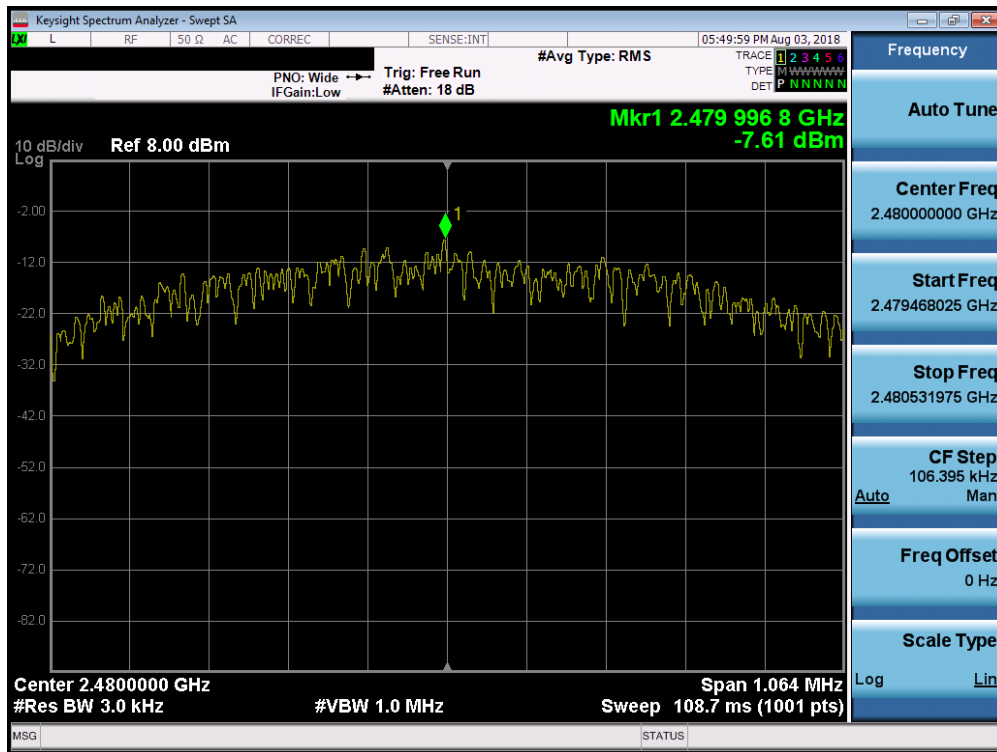 Keysight Spectrum Analyzer - Swept SA
LXI L RF 50 Ω AC CORREC SENSE:INT 05:49:59 PM Aug 03, 2018
#Avg Type: RMS
TRACE 1 2 3 4 5 6
TYPE M WWWWW
DET P N N N N N
PNO: Wide
IFGain:Low
Trig: Free Run
#Atten: 18 dB
Mkr1 2.479 996 8 GHz
-7.61 dBm
10 dB/div
Log
Ref 8.00 dBm
1
-2.00
-12.0
-22.0
-32.0
-42.0
-52.0
-62.0
-72.0
-82.0
Center 2.4800000 GHz
#Res BW 3.0 kHz
#VBW 1.0 MHz
Span 1.064 MHz
Sweep 108.7 ms (1001 pts)
MSG
STATUS
Frequency
Auto Tune
Center Freq
2.480000000 GHz
Start Freq
2.479468025 GHz
Stop Freq
2.480531975 GHz
CF Step
106.395 kHz
Auto Man
Freq Offset
0 Hz
Scale Type
Log Lin